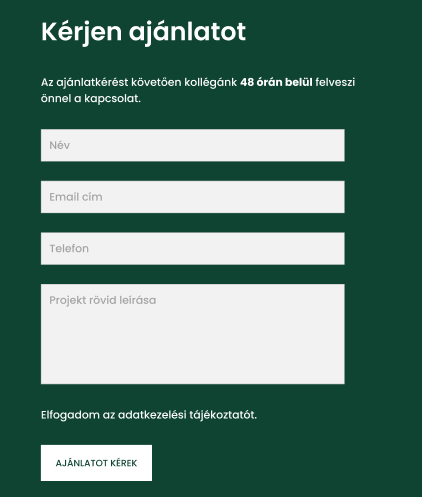 Kérjen ajánlatot
Az ajánlatkérést követően kollégánk 48 órán belül felveszi
önnel a kapcsolat.
Név
Email cím
Telefon
Projekt rövid leírása
Elfogadom az adatkezelési tájékoztatót.
AJÁNLATOT KÉREK